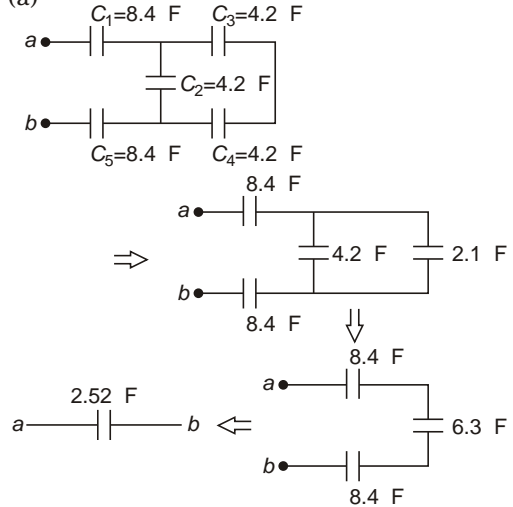 (a)
C₁=8.4 F C₃=4.2 F
a
C₂=4.2 F
b
C₅=8.4 F C₄=4.2 F
8.4 F
a
⇒ 4.2 F 2.1 F
b
8.4 F
⇓
8.4 F
a
2.52 F
a b ⇐ 6.3 F
b
8.4 F